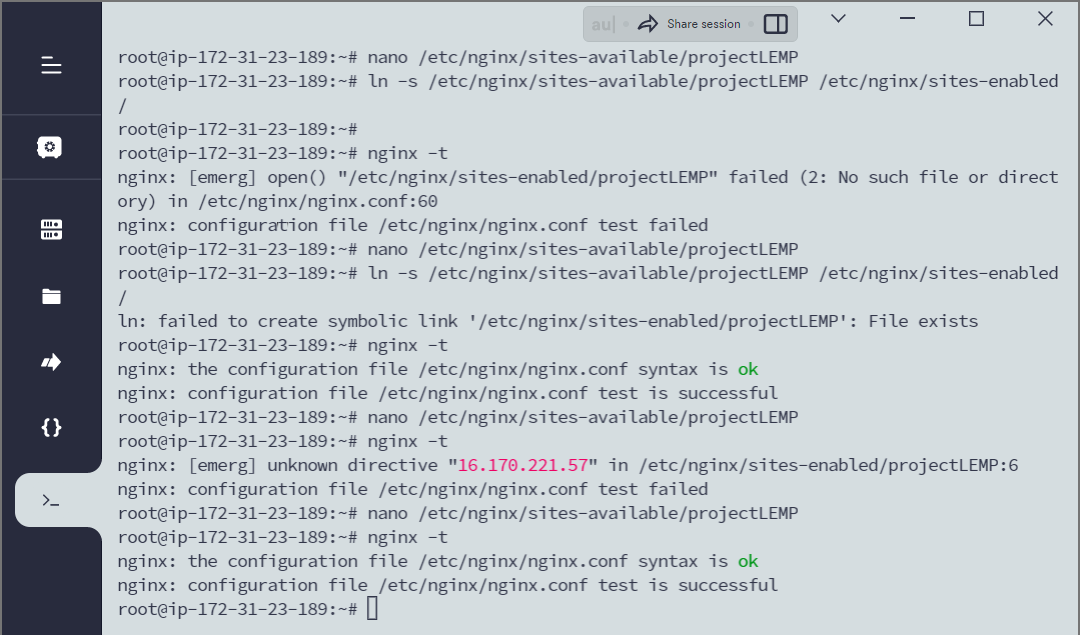 au|
Share session
root@ip-172-31-23-189:~# nano /etc/nginx/sites-available/projectLEMP
root@ip-172-31-23-189:~# ln -s /etc/nginx/sites-available/projectLEMP /etc/nginx/sites-enabled
/
root@ip-172-31-23-189:~#
root@ip-172-31-23-189:~# nginx -t
nginx: [emerg] open() "/etc/nginx/sites-enabled/projectLEMP" failed (2: No such file or direct
ory) in /etc/nginx/nginx.conf:60
nginx: configuration file /etc/nginx/nginx.conf test failed
root@ip-172-31-23-189:~# nano /etc/nginx/sites-available/projectLEMP
root@ip-172-31-23-189:~# ln -s /etc/nginx/sites-available/projectLEMP /etc/nginx/sites-enabled
/
ln: failed to create symbolic link '/etc/nginx/sites-enabled/projectLEMP': File exists
root@ip-172-31-23-189:~# nginx -t
nginx: the configuration file /etc/nginx/nginx.conf syntax is ok
nginx: configuration file /etc/nginx/nginx.conf test is successful
root@ip-172-31-23-189:~# nano /etc/nginx/sites-available/projectLEMP
root@ip-172-31-23-189:~# nginx -t
nginx: [emerg] unknown directive "16.170.221.57" in /etc/nginx/sites-enabled/projectLEMP:6
nginx: configuration file /etc/nginx/nginx.conf test failed
root@ip-172-31-23-189:~# nano /etc/nginx/sites-available/projectLEMP
root@ip-172-31-23-189:~# nginx -t
nginx: the configuration file /etc/nginx/nginx.conf syntax is ok
nginx: configuration file /etc/nginx/nginx.conf test is successful
root@ip-172-31-23-189:~#